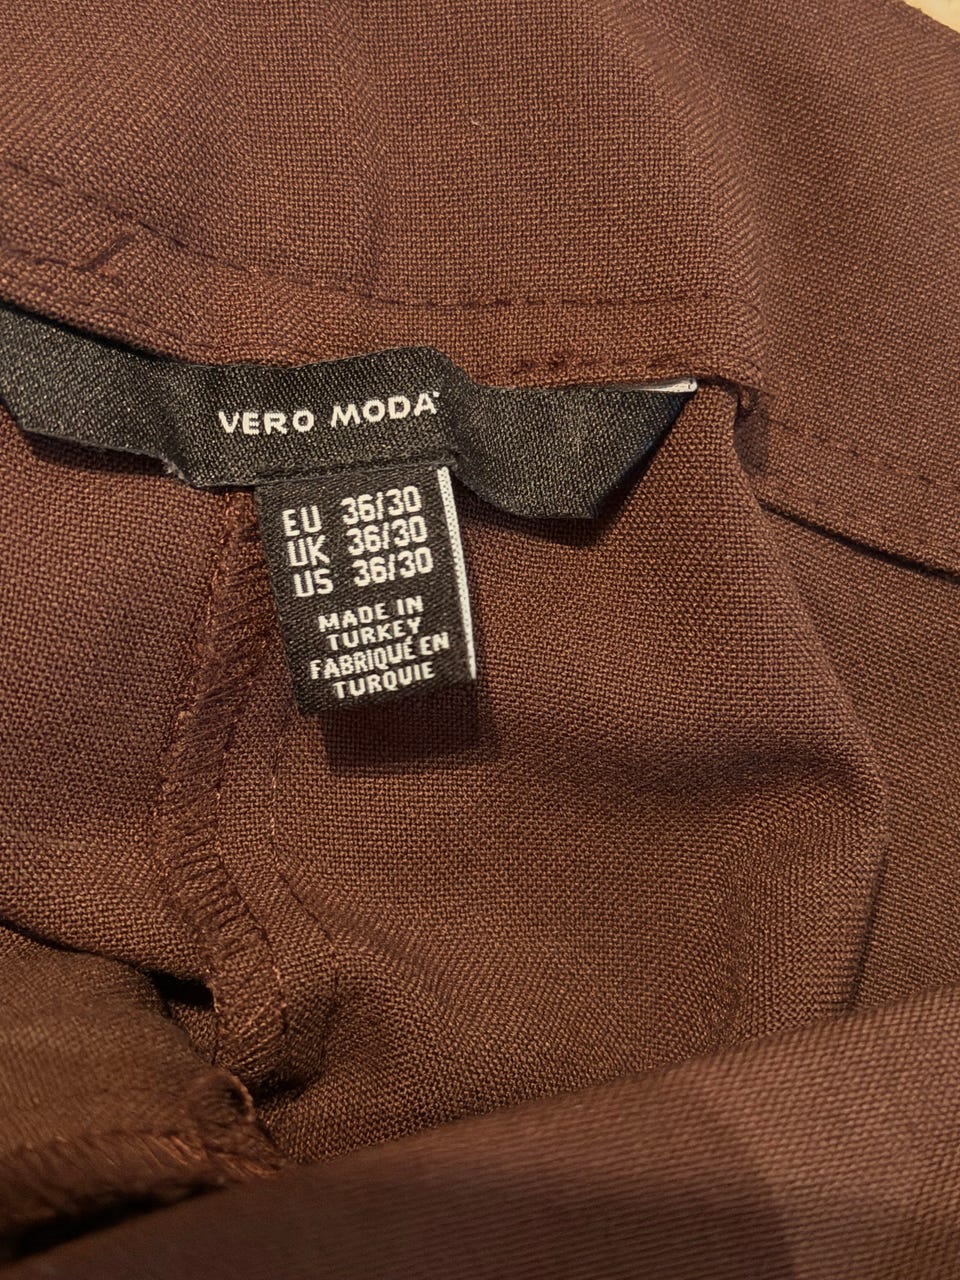 VERO MODA
EU 36/30
UK 36/30
US 36/30
MADE IN
TURKEY
FABRIQUÉ EN
TURQUIE